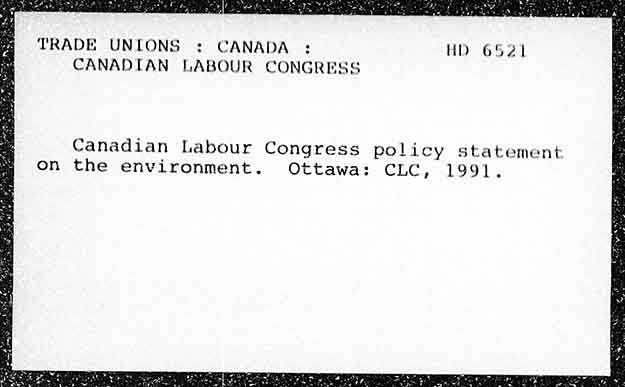 TRADE UNIONS : CANADA : HD 6521
CANADIAN LABOUR CONGRESS
Canadian Labour Congress policy statement
on the environment. Ottawa: CLC, 1991.